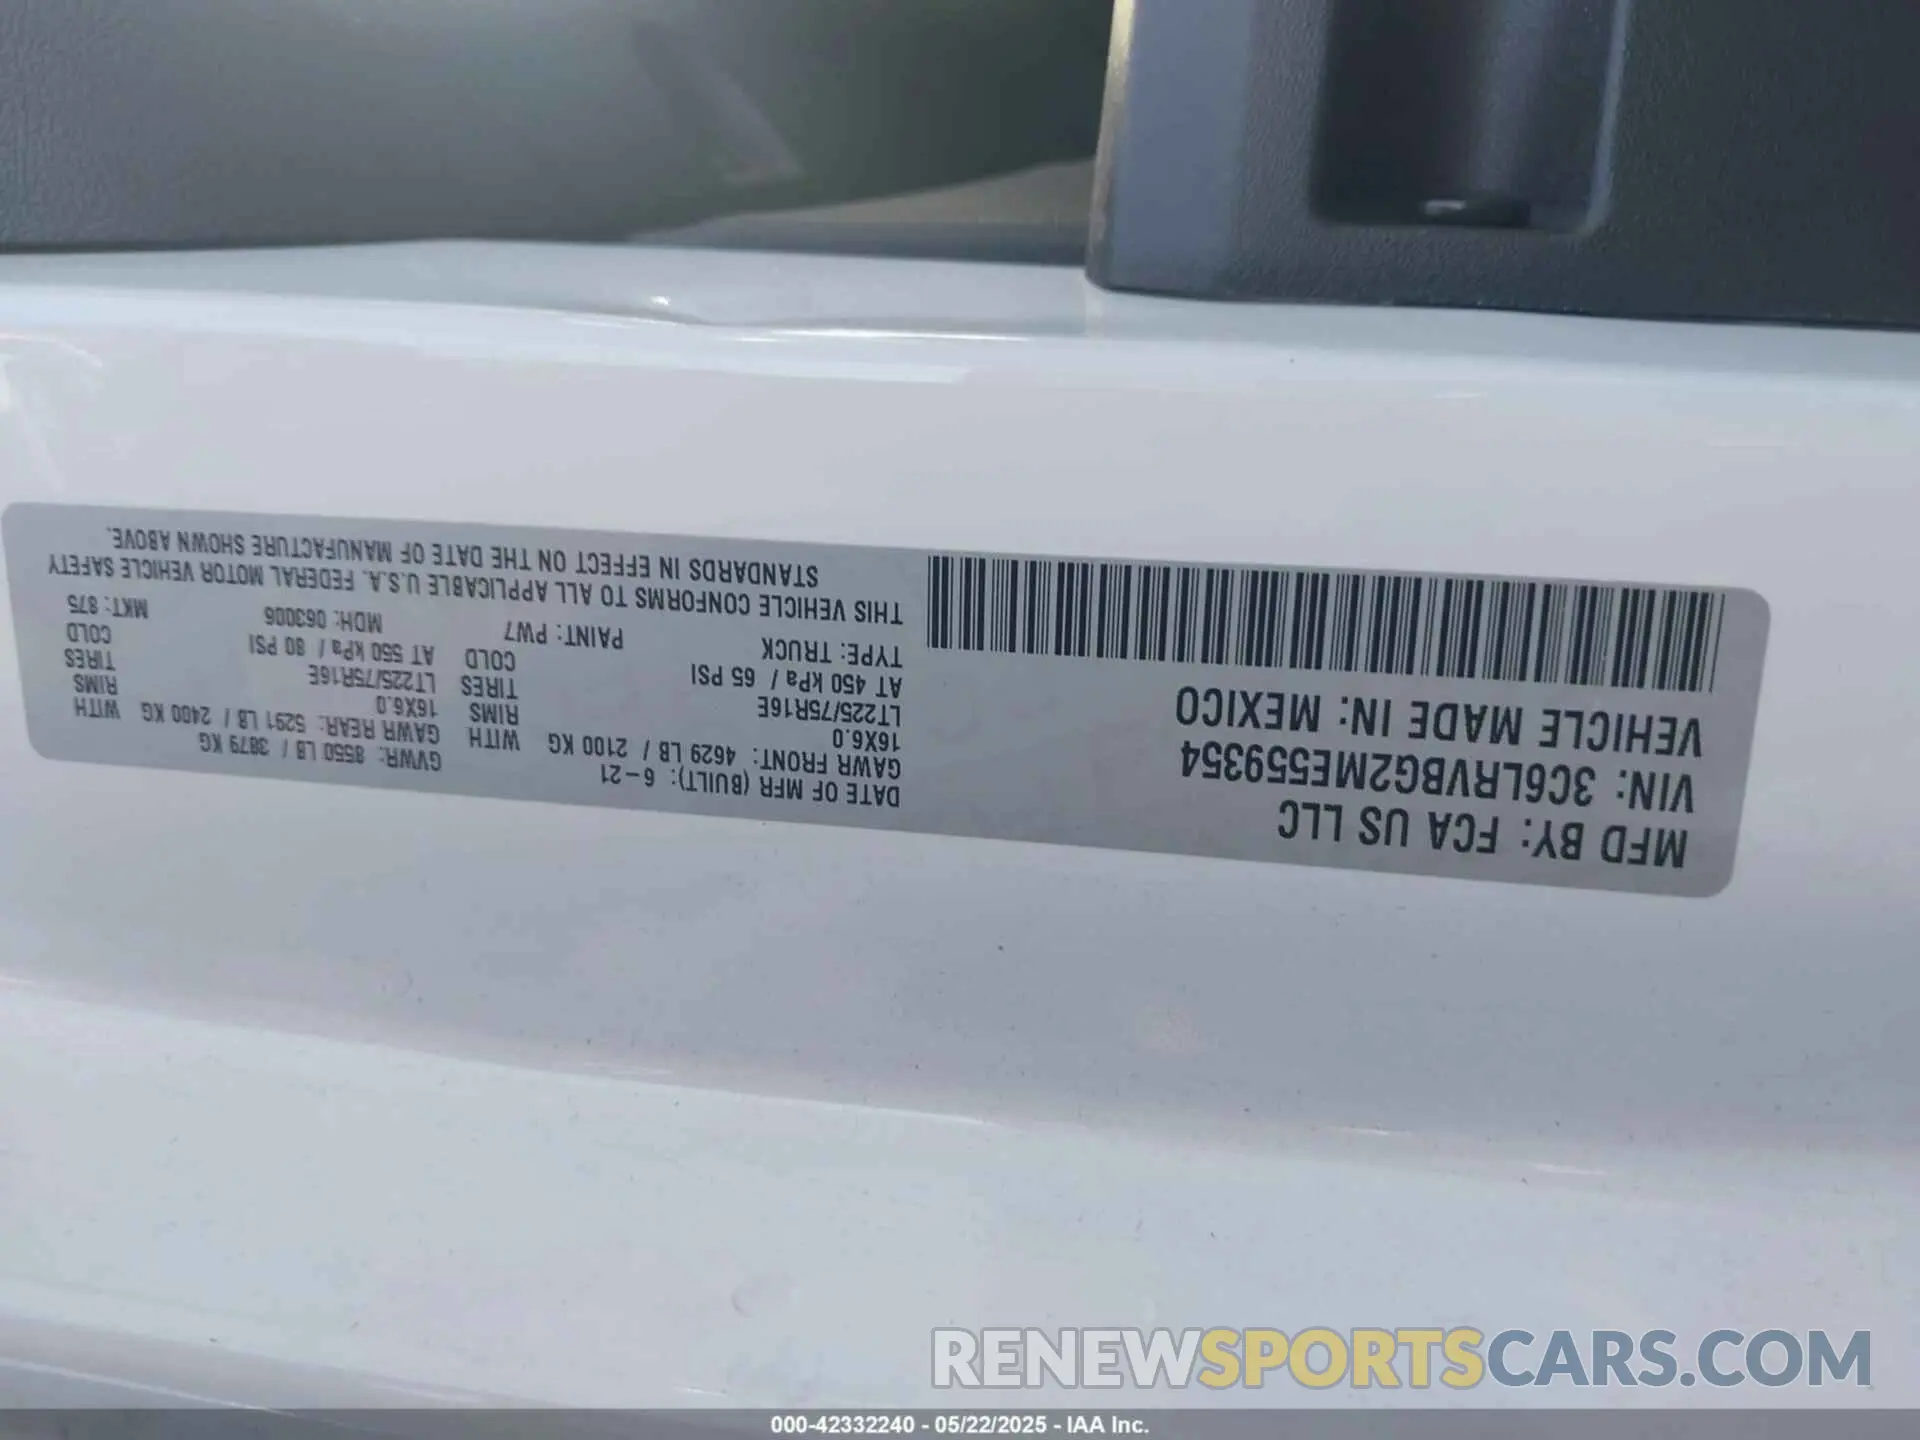 MFD BY: FCA US LLC
VIN: 3C6LRVBG2ME559354
VEHICLE MADE IN: MEXICO
DATE OF MFR (BUILT): 6-21
GVWR: 8550 LB / 3879 KG
GAWR FRONT: 4629 LB / 2100 KG WITH
GAWR REAR: 5291 LB / 2400 KG WITH
16X6.0 RIMS
16X6.0 RIMS
LT225/75R16E TIRES
LT225/75R16E TIRES
AT 450 kPa / 65 PSI COLD
AT 550 kPa / 80 PSI COLD
TYPE: TRUCK PAINT: PW7 MDH: 063006 MKT: 875
THIS VEHICLE CONFORMS TO ALL APPLICABLE U.S.A. FEDERAL MOTOR VEHICLE SAFETY
STANDARDS IN EFFECT ON THE DATE OF MANUFACTURE SHOWN ABOVE.
RENEWSPORTSCARS.COM
000-42332240 - 05/22/2025 - IAA Inc.